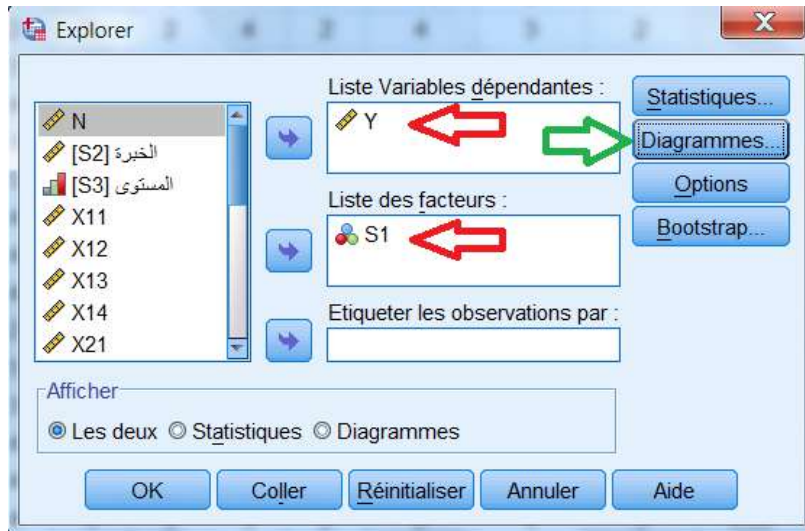 Explorer
Liste Variables dépendantes :
N
الخبرة [S2]
المستوى [S3]
X11
X12
X13
X14
X21
Y
Liste des facteurs :
S1
Etiqueter les observations par :
Statistiques...
Diagrammes...
Options
Bootstrap...
Afficher
Les deux Statistiques Diagrammes
OK Coller Réinitialiser Annuler Aide